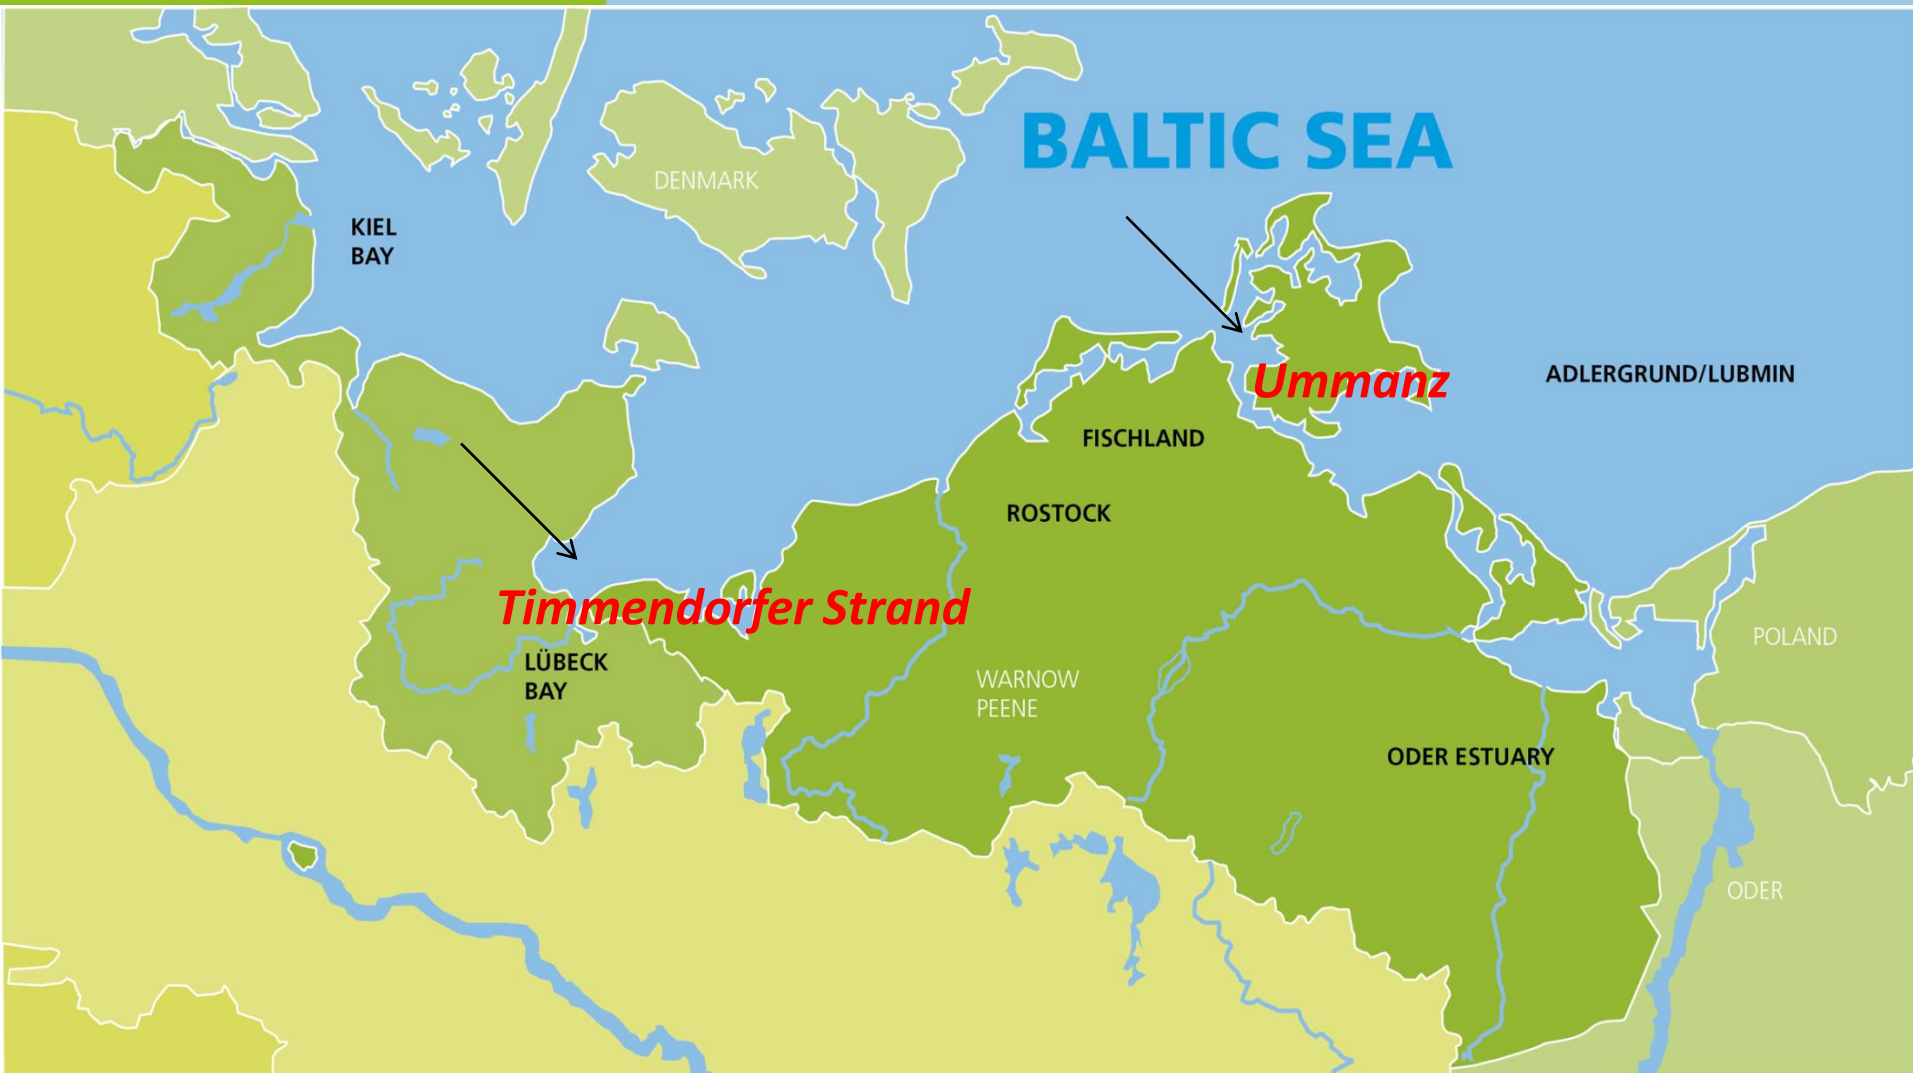 BALTIC SEA
DENMARK
KIEL
BAY
ADLERGRUND/LUBMIN
Ummanz
FISCHLAND
ROSTOCK
Timmendorfer Strand
POLAND
LÜBECK
BAY
WARNOW
PEENE
ODER ESTUARY
ODER